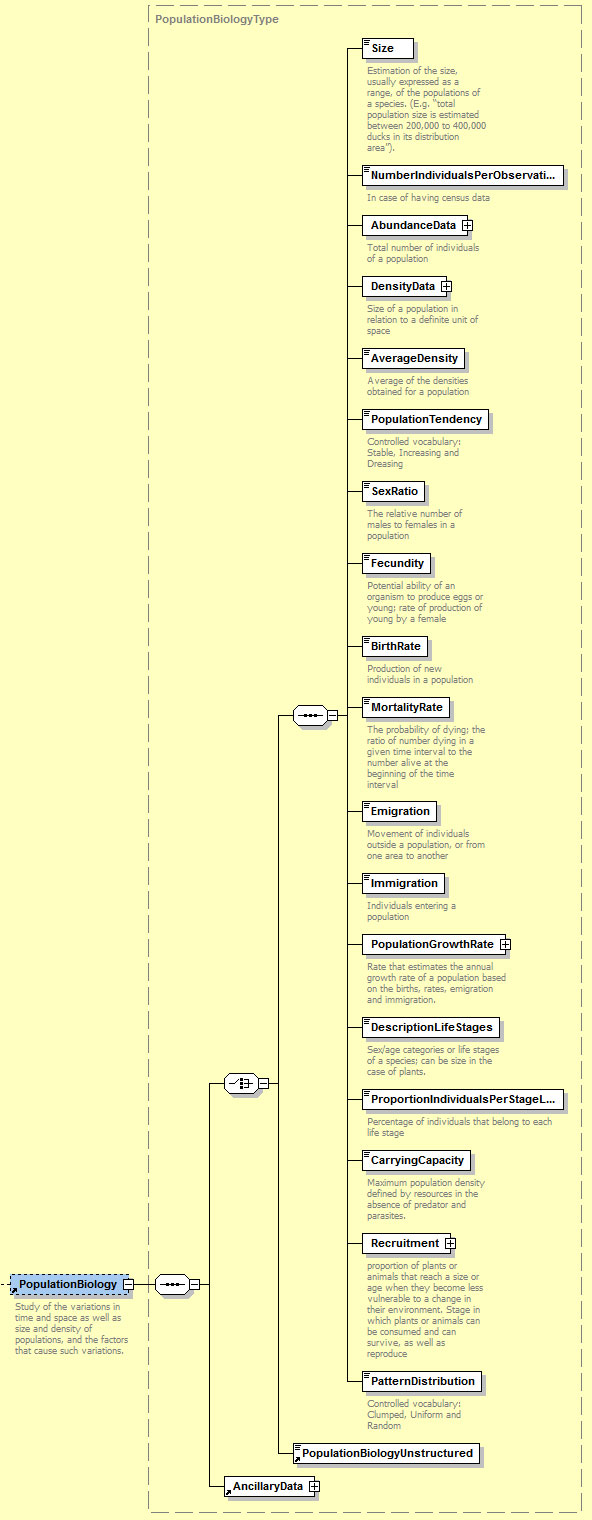 PopulationBiologyType
Size
Estimation of the size,
usually expressed as a
range, of the populations of
a species. (E.g. “total
population size is estimated
between 200,000 to 400,000
ducks in its distribution
area”).
NumberIndividualsPerObservati...
In case of having census data
AbundanceData
Total number of individuals
of a population
DensityData
Size of a population in
relation to a definite unit of
space
AverageDensity
Average of the densities
obtained for a population
PopulationTendency
Controlled vocabulary:
Stable, Increasing and
Dreasing
SexRatio
The relative number of
males to females in a
population
Fecundity
Potential ability of an
organism to produce eggs or
young; rate of production of
young by a female
BirthRate
Production of new
individuals in a population
MortalityRate
The probability of dying; the
ratio of number dying in a
given time interval to the
number alive at the
beginning of the time
interval
Emigration
Movement of individuals
outside a population, or from
one area to another
Immigration
Individuals entering a
population
PopulationGrowthRate
Rate that estimates the annual
growth rate of a population based
on the births, rates, emigration
and immigration.
DescriptionLifeStages
Sex/age categories or life stages
of a species; can be size in the
case of plants.
ProportionIndividualsPerStageL...
Percentage of individuals that belong to each
life stage
CarryingCapacity
Maximum population density
defined by resources in the
absence of predator and
parasites.
Recruitment
proportion of plants or
animals that reach a size or
age when they become less
vulnerable to a change in
their environment. Stage in
which plants or animals can
be consumed and can
survive, as well as
reproduce
PatternDistribution
Controlled vocabulary:
Clumped, Uniform and
Random
PopulationBiology
Study of the variations in
time and space as well as
size and density of
populations, and the factors
that cause such variations.
PopulationBiologyUnstructured
AncillaryData